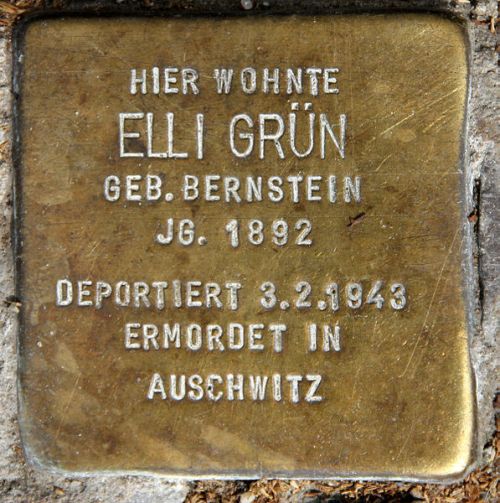 HIER WOHNTE
ELLI GRÜN
GEB. BERNSTEIN
JG. 1892
DEPORTIERT 3.2.1943
ERMORDET IN
AUSCHWITZ